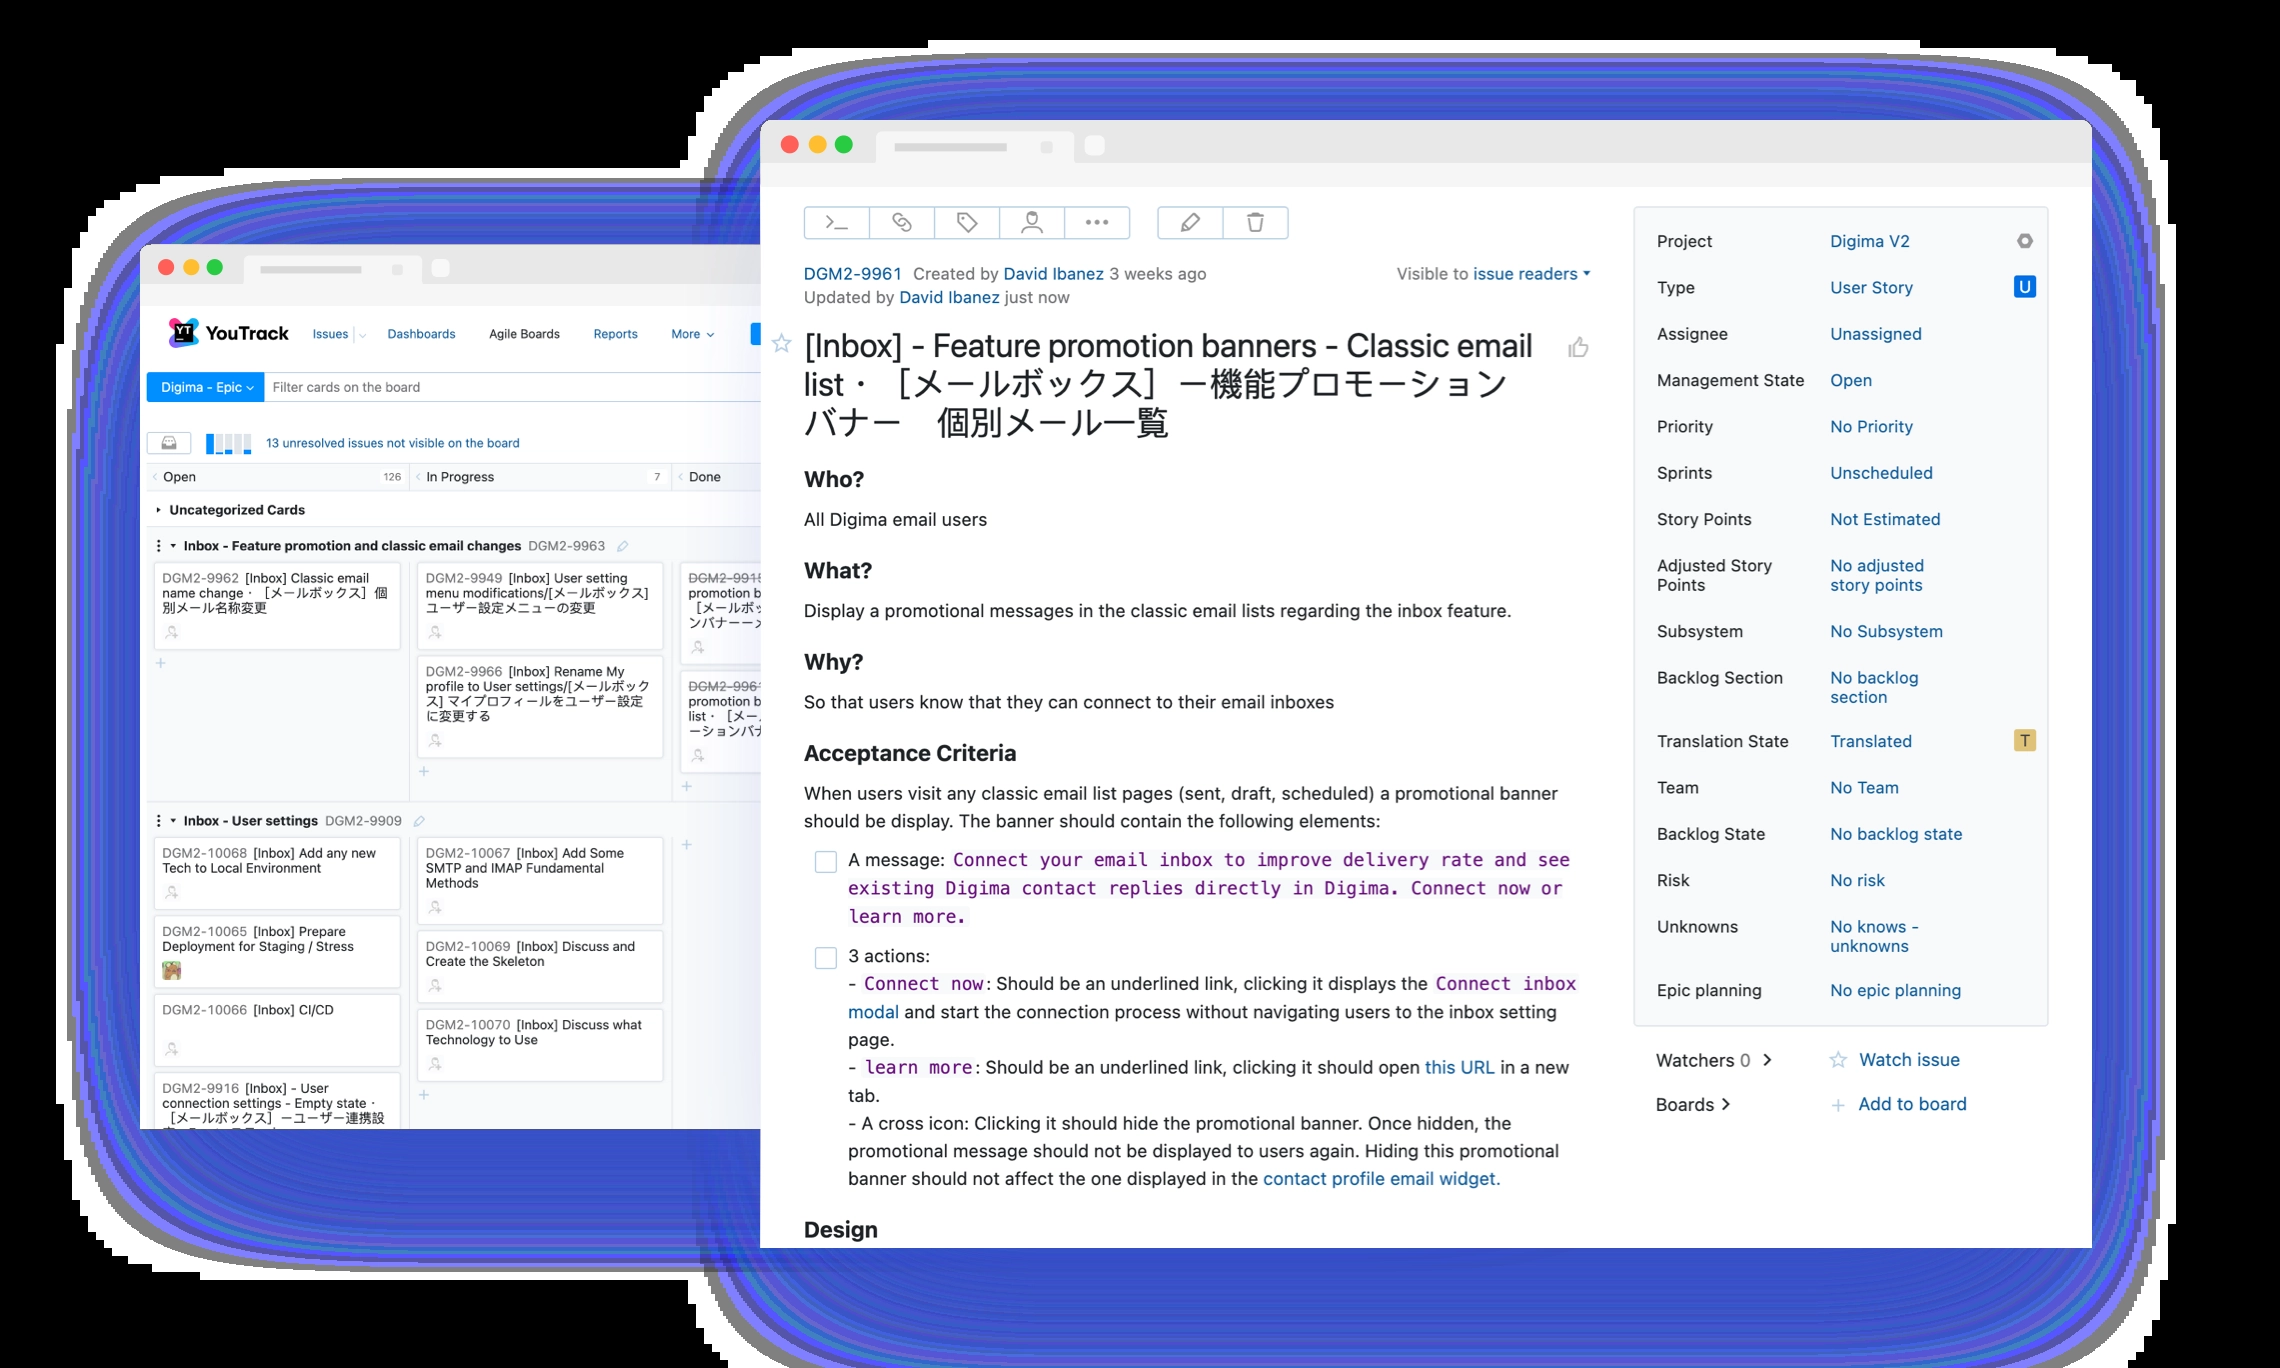 YouTrack
Issues
Dashboards
Agile Boards
Reports
More
Digima - Epic
Filter cards on the board
13 unresolved issues not visible on the board
Open
126
In Progress
7
Done
Uncategorized Cards
Inbox - Feature promotion and classic email changes DGM2-9963
DGM2-9962 [Inbox] Classic email
name change・［メールボックス］個
別メール名称変更
DGM2-9949 [Inbox] User setting
menu modifications/[メールボックス]
ユーザー設定メニューの変更
DGM2-9966 [Inbox] Rename My
profile to User settings/[メールボック
ス] マイプロフィールをユーザー設定
に変更する
DGM2-9915
promotion b
［メールボッ
ンバナーーメ
DGM2-996
promotion b
list・［メー
ーションバナ
Inbox - User settings DGM2-9909
DGM2-10068 [Inbox] Add any new
Tech to Local Environment
DGM2-10065 [Inbox] Prepare
Deployment for Staging / Stress
DGM2-10066 [Inbox] CI/CD
DGM2-9916 [Inbox] - User
connection settings - Empty state・
［メールボックス］ーユーザー連携設
DGM2-10067 [Inbox] Add Some
SMTP and IMAP Fundamental
Methods
DGM2-10069 [Inbox] Discuss and
Create the Skeleton
DGM2-10070 [Inbox] Discuss what
Technology to Use
DGM2-9961 Created by David Ibanez 3 weeks ago
Visible to issue readers
Updated by David Ibanez just now
[Inbox] - Feature promotion banners - Classic email
list・［メールボックス］ー機能プロモーション
バナー　個別メール一覧
Who?
All Digima email users
What?
Display a promotional messages in the classic email lists regarding the inbox feature.
Why?
So that users know that they can connect to their email inboxes
Acceptance Criteria
When users visit any classic email list pages (sent, draft, scheduled) a promotional banner
should be display. The banner should contain the following elements:
A message: Connect your email inbox to improve delivery rate and see
existing Digima contact replies directly in Digima. Connect now or
learn more.
3 actions:
- Connect now: Should be an underlined link, clicking it displays the Connect inbox
modal and start the connection process without navigating users to the inbox setting
page.
- learn more: Should be an underlined link, clicking it should open this URL in a new
tab.
- A cross icon: Clicking it should hide the promotional banner. Once hidden, the
promotional message should not be displayed to users again. Hiding this promotional
banner should not affect the one displayed in the contact profile email widget.
Design
Project Digima V2
Type User Story U
Assignee Unassigned
Management State Open
Priority No Priority
Sprints Unscheduled
Story Points Not Estimated
Adjusted Story No adjusted
Points story points
Subsystem No Subsystem
Backlog Section No backlog
section
Translation State Translated T
Team No Team
Backlog State No backlog state
Risk No risk
Unknowns No knows -
unknowns
Epic planning No epic planning
Watchers 0 Watch issue
Boards Add to board